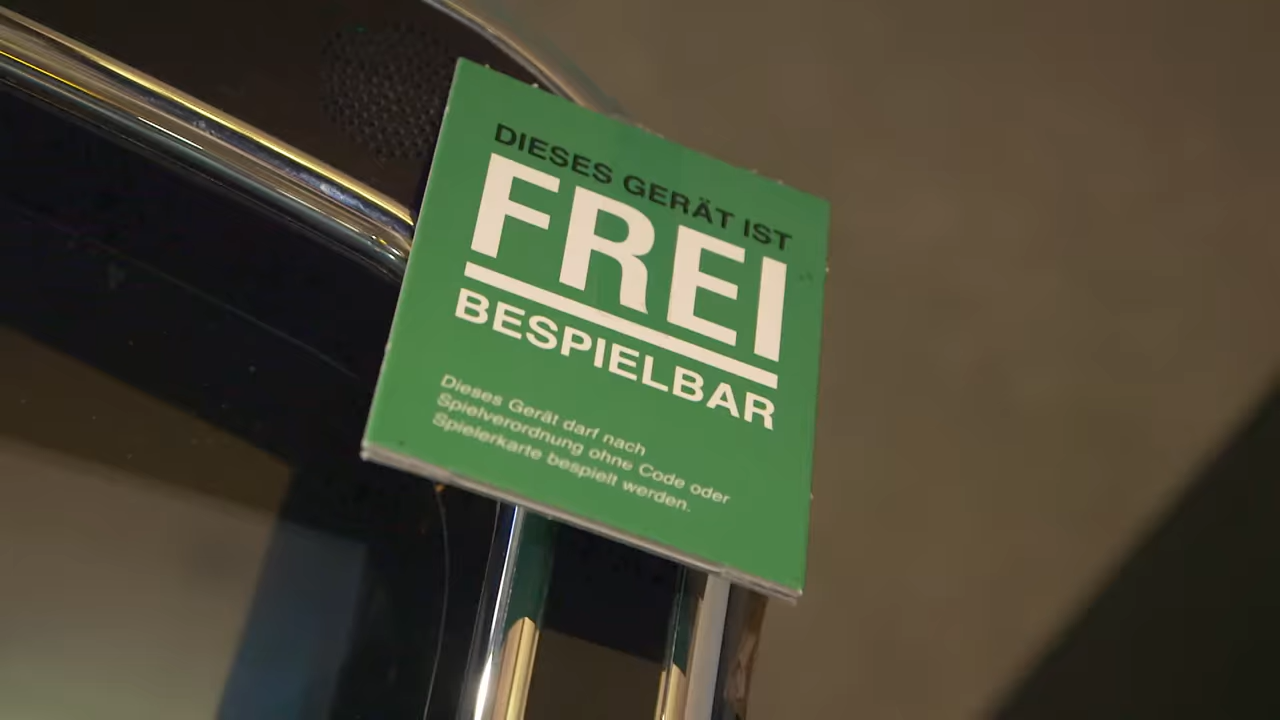 DIESES GERÄT IST
FREI
BESPIELBAR
Dieses Gerät darf nach
Spielverordnung ohne Code oder
Spielerkarte bespielt werden.